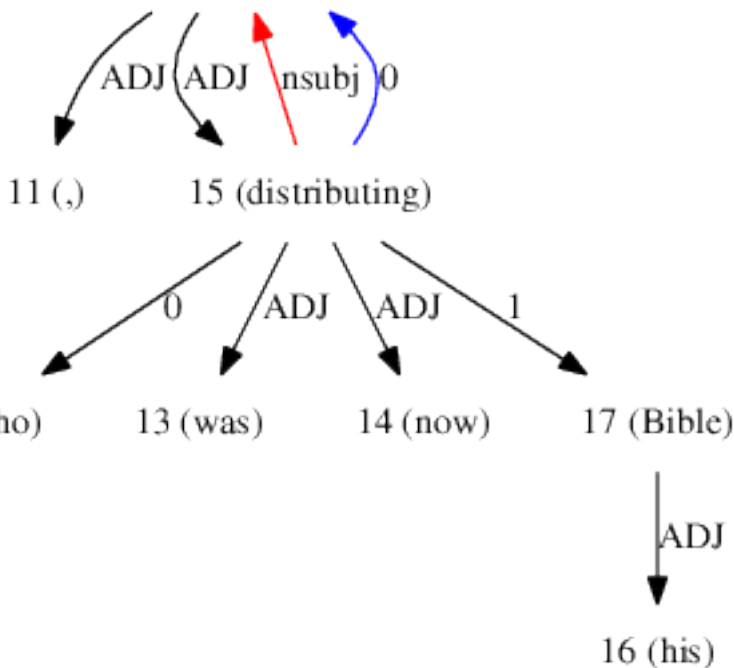 ADJ ADJ nsubj 0
11 (,) 15 (distributing)
0 ADJ ADJ 1
13 (was) 14 (now) 17 (Bible)
ADJ
16 (his)